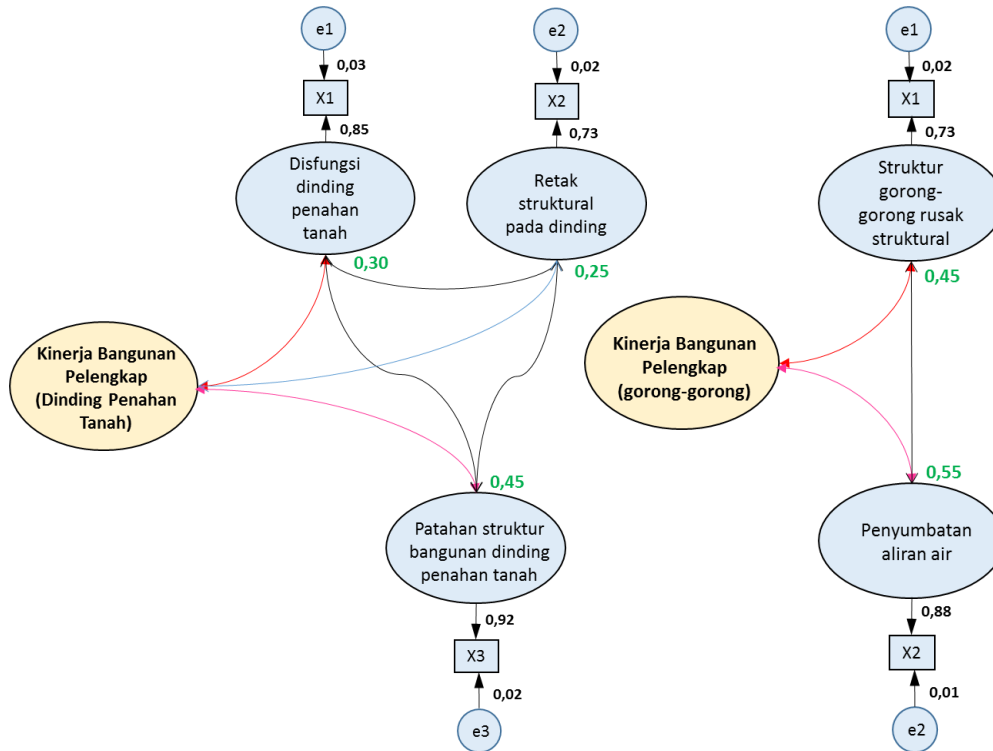 e1
0,03
X1
0,85
Disfungsi
dinding
penahan
tanah
0,30
e2
0,02
X2
0,73
Retak
struktural
pada dinding
0,25
Kinerja Bangunan
Pelengkap
(Dinding Penahan
Tanah)
0,45
Patahan struktur
bangunan dinding
penahan tanah
0,92
X3
0,02
e3
e1
0,02
X1
0,73
Struktur
gorong-
gorong rusak
struktural
0,45
Kinerja Bangunan
Pelengkap
(gorong-gorong)
0,55
Penyumbatan
aliran air
0,88
X2
0,01
e2